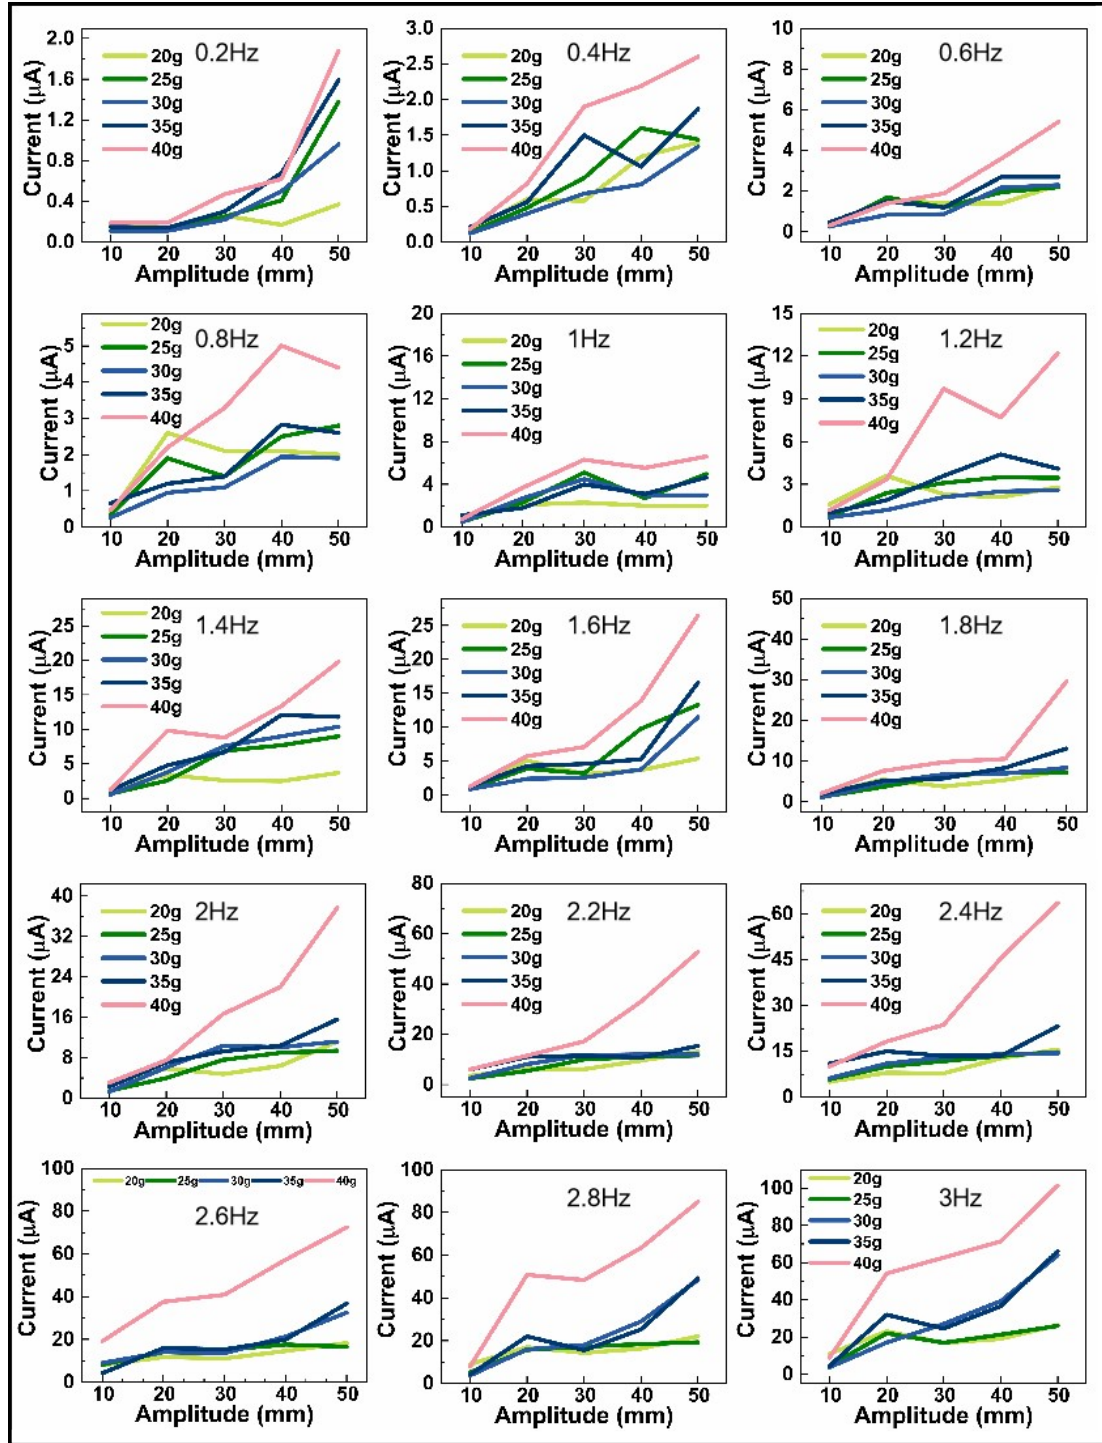 0.2Hz
Current (μA)
2.0
1.6
1.2
0.8
0.4
0.0
20g
25g
30g
35g
40g
10 20 30 40 50
Amplitude (mm)
0.4Hz
Current (μA)
3.0
2.5
2.0
1.5
1.0
0.5
0.0
20g
25g
30g
35g
40g
10 20 30 40 50
Amplitude (mm)
0.6Hz
Current (μA)
10
8
6
4
2
0
20g
25g
30g
35g
40g
10 20 30 40 50
Amplitude (mm)
0.8Hz
Current (μA)
5
4
3
2
1
0
20g
25g
30g
35g
40g
10 20 30 40 50
Amplitude (mm)
1Hz
Current (μA)
20
16
12
8
4
0
20g
25g
30g
35g
40g
10 20 30 40 50
Amplitude (mm)
1.2Hz
Current (μA)
15
12
9
6
3
0
20g
25g
30g
35g
40g
10 20 30 40 50
Amplitude (mm)
1.4Hz
Current (μA)
25
20
15
10
5
0
20g
25g
30g
35g
40g
10 20 30 40 50
Amplitude (mm)
1.6Hz
Current (μA)
25
20
15
10
5
0
20g
25g
30g
35g
40g
10 20 30 40 50
Amplitude (mm)
1.8Hz
Current (μA)
50
40
30
20
10
0
20g
25g
30g
35g
40g
10 20 30 40 50
Amplitude (mm)
2Hz
Current (μA)
40
32
24
16
8
0
20g
25g
30g
35g
40g
10 20 30 40 50
Amplitude (mm)
2.2Hz
Current (μA)
80
60
40
20
0
20g
25g
30g
35g
40g
10 20 30 40 50
Amplitude (mm)
2.4Hz
Current (μA)
60
45
30
15
0
20g
25g
30g
35g
40g
10 20 30 40 50
Amplitude (mm)
2.6Hz
Current (μA)
100
80
60
40
20
0
20g 25g 30g 35g 40g
10 20 30 40 50
Amplitude (mm)
2.8Hz
Current (μA)
100
80
60
40
20
0
10 20 30 40 50
Amplitude (mm)
3Hz
Current (μA)
100
80
60
40
20
0
20g
25g
30g
35g
40g
10 20 30 40 50
Amplitude (mm)